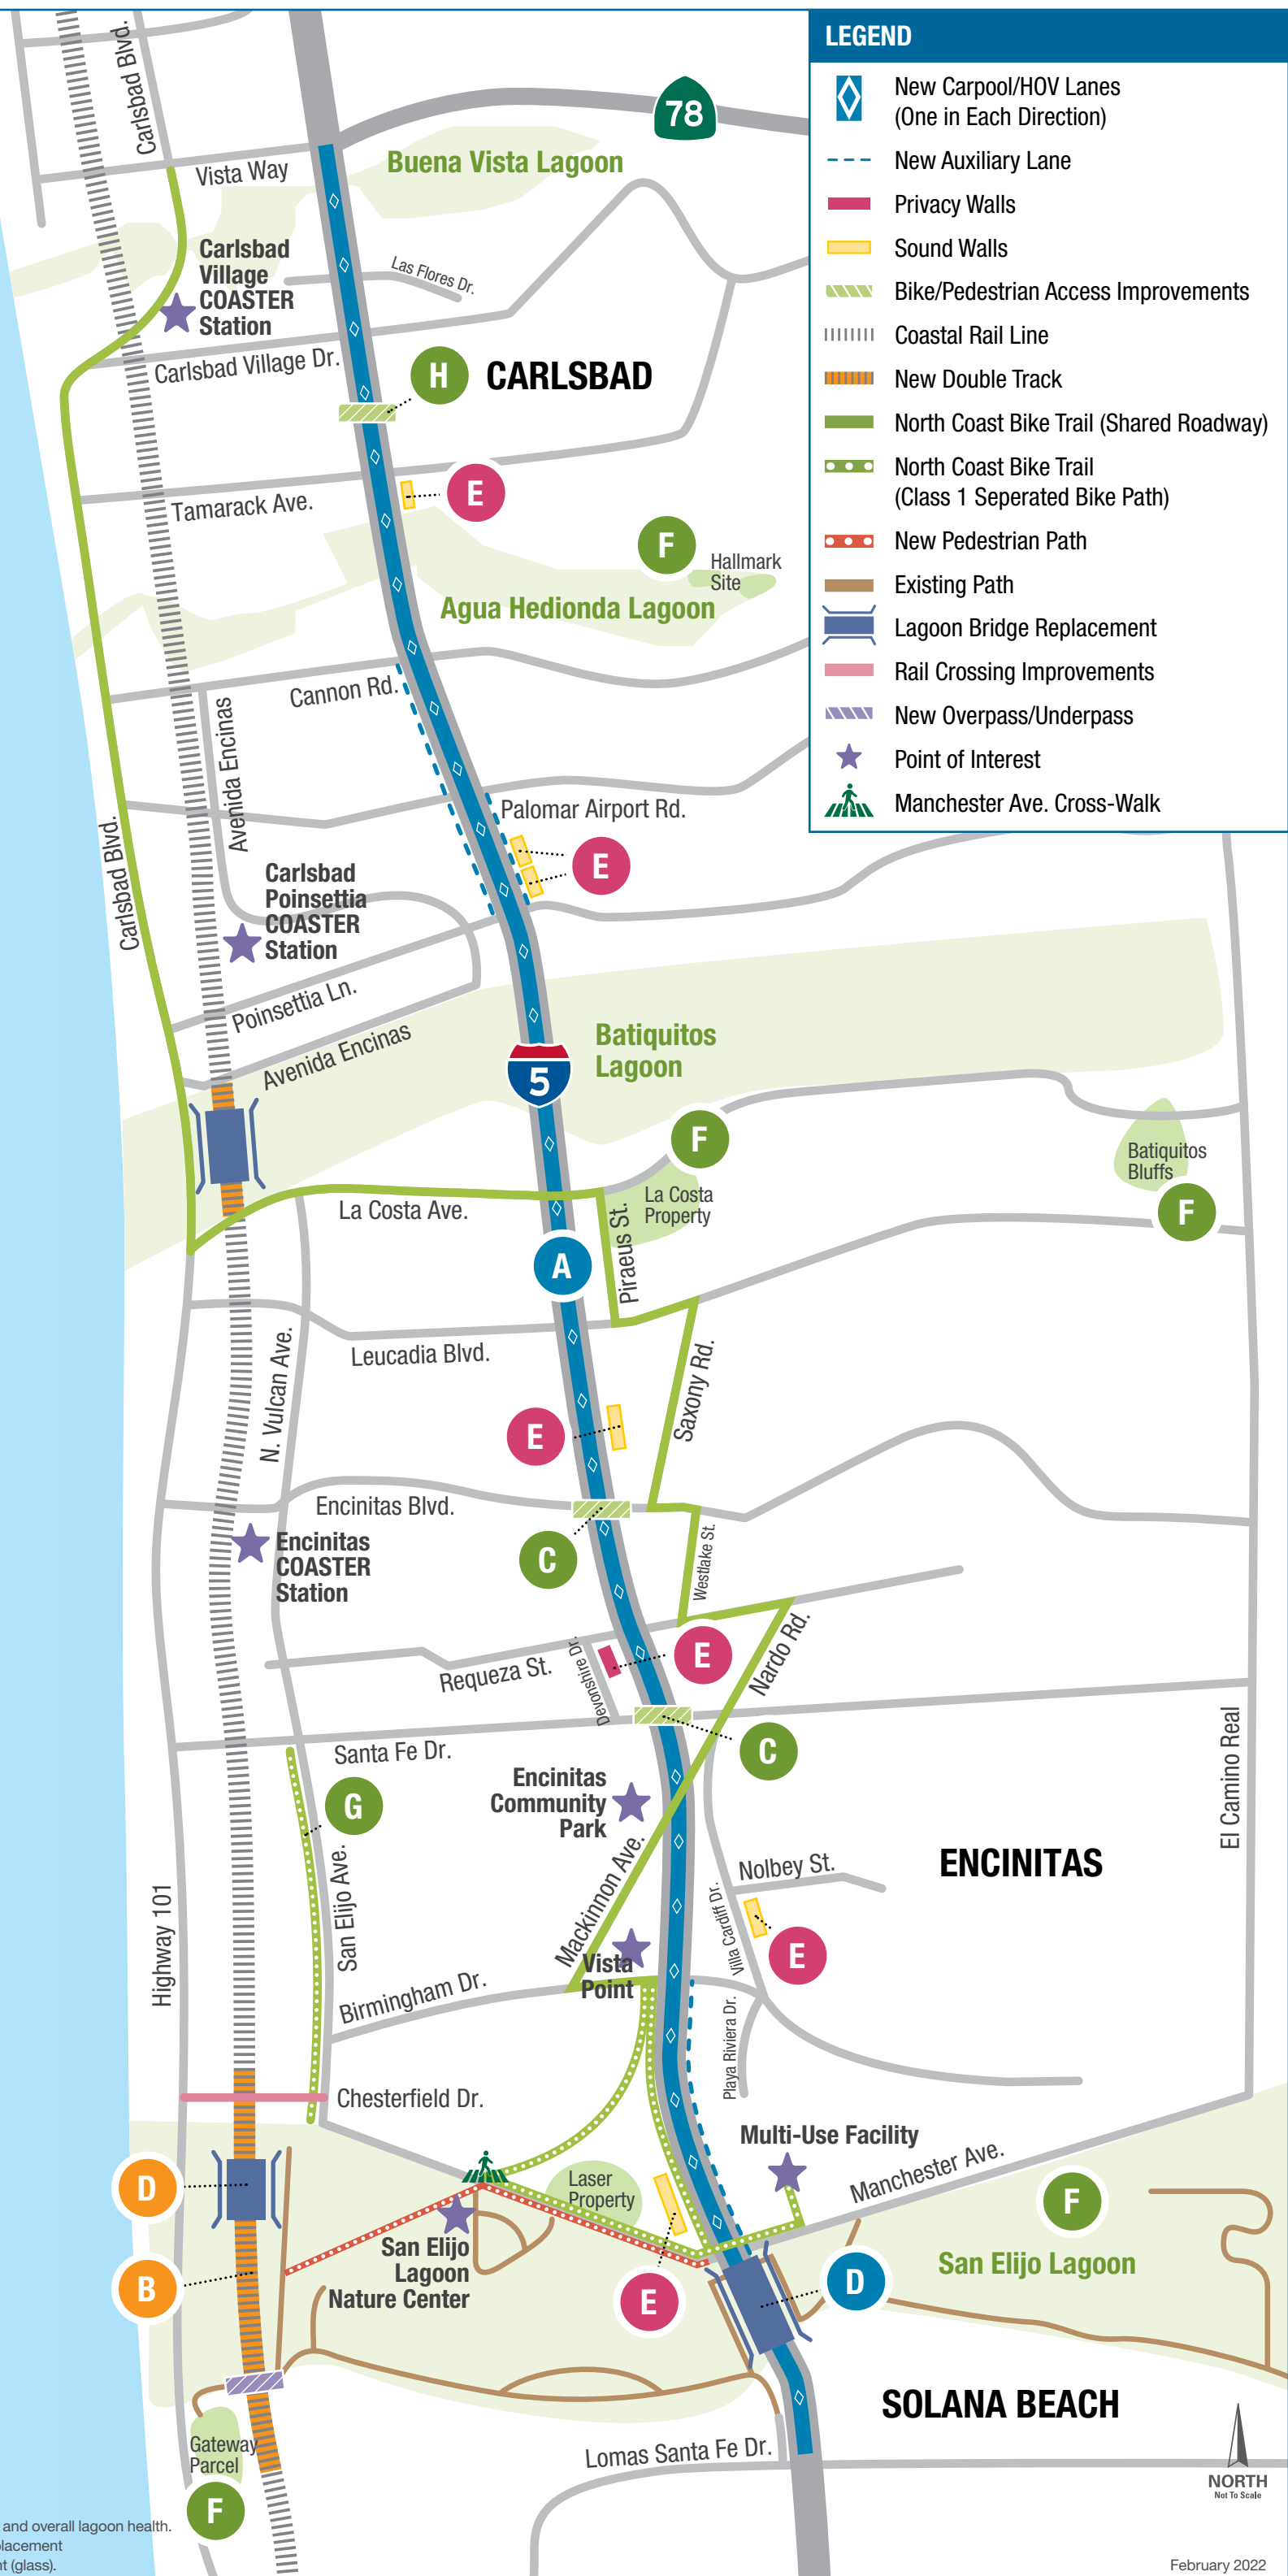 LEGEND
New Carpool/HOV Lanes
(One in Each Direction)
New Auxiliary Lane
Privacy Walls
Sound Walls
Bike/Pedestrian Access Improvements
Coastal Rail Line
New Double Track
North Coast Bike Trail (Shared Roadway)
North Coast Bike Trail
(Class 1 Seperated Bike Path)
New Pedestrian Path
Existing Path
Lagoon Bridge Replacement
Rail Crossing Improvements
New Overpass/Underpass
Point of Interest
Manchester Ave. Cross-Walk
Carlsbad Blvd.
78
Vista Way
Buena Vista Lagoon
Carlsbad
Village
COASTER
Station
Las Flores Dr.
Carlsbad Village Dr.
H
CARLSBAD
E
Tamarack Ave.
F
Hallmark
Site
Agua Hedionda Lagoon
Cannon Rd.
Avenida Encinas
Palomar Airport Rd.
Carlsbad Blvd.
E
Carlsbad
Poinsettia
COASTER
Station
Poinsettia Ln.
Avenida Encinas
Batiquitos
Lagoon
5
F
Batiquitos
Bluffs
F
La Costa Ave.
La Costa
Property
Piraeus St.
A
Leucadia Blvd.
N. Vulcan Ave.
Saxony Rd.
E
Encinitas Blvd.
Encinitas
COASTER
Station
C
Westlake St.
E
Requeza St.
Devonshire Dr.
Nardo Rd.
Santa Fe Dr.
C
El Camino Real
G
Encinitas
Community
Park
ENCINITAS
Mackinnon Ave.
Nolbey St.
Villa Cardiff Dr.
E
San Elijo Ave.
Highway 101
Vista
Point
Birmingham Dr.
Playa Riviera Dr.
Chesterfield Dr.
Multi-Use Facility
Manchester Ave.
D
Laser
Property
F
San Elijo
Lagoon
Nature Center
San Elijo Lagoon
B
E
D
SOLANA BEACH
Gateway
Parcel
Lomas Santa Fe Dr.
F
NORTH
Not To Scale
and overall lagoon health.
placement
t (glass).
February 2022